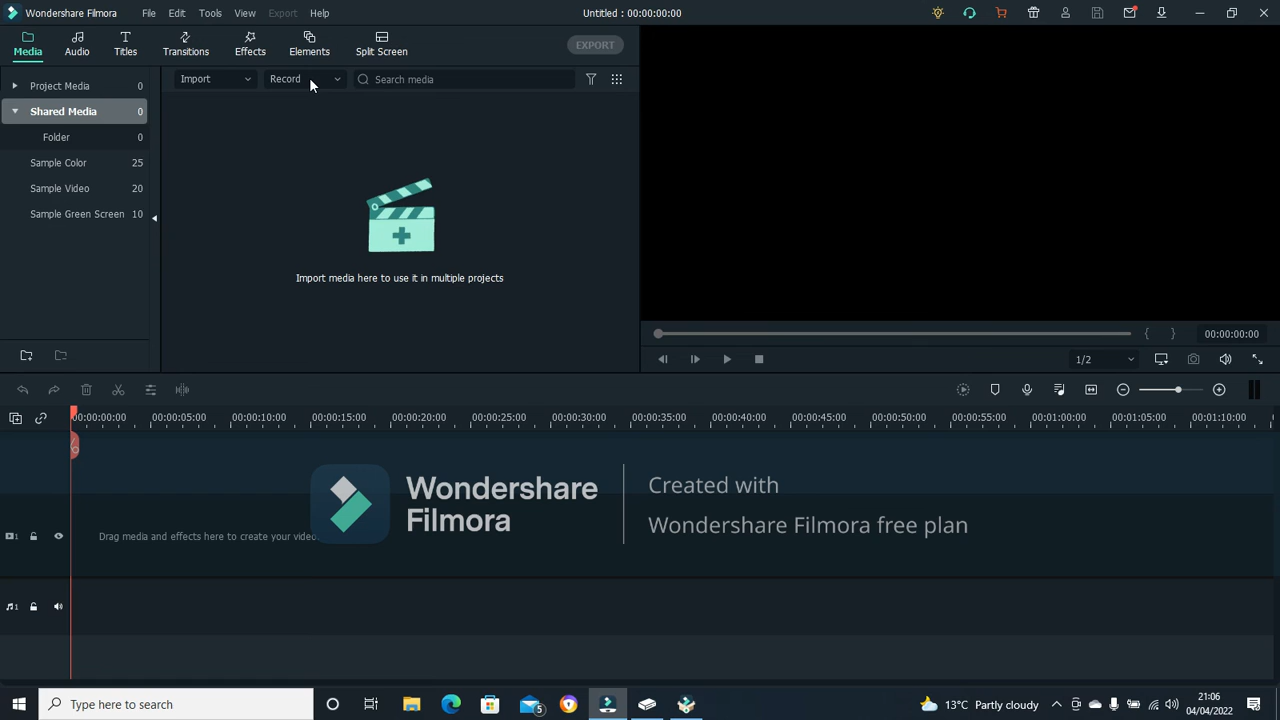 Wondershare Filmora File Edit Tools View Export Help Untitled : 00:00:00:00
Media Audio Titles Transitions Effects Elements Split Screen EXPORT
Import Record Search media
Project Media 0
Shared Media 0
Folder 0
Sample Color 25
Sample Video 20
Sample Green Screen 10
Import media here to use it in multiple projects
{ } 00:00:00:00
1/2
00:00:00:00 00:00:05:00 00:00:10:00 00:00:15:00 00:00:20:00 00:00:25:00 00:00:30:00 00:00:35:00 00:00:40:00 00:00:45:00 00:00:50:00 00:00:55:00 00:01:00:00 00:01:05:00 00:01:10:00
Wondershare
Filmora
Created with
Wondershare Filmora free plan
1 Drag media and effects here to create your video.
1
Type here to search 5 13°C Partly cloudy 21:06
04/04/2022